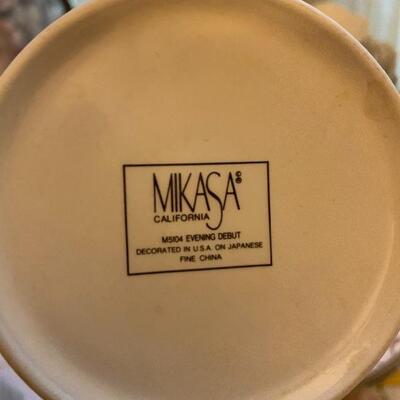 MIKASA®©
CALIFORNIA
M5104 EVENING DEBUT
DECORATED IN U.S.A. ON JAPANESE
FINE CHINA